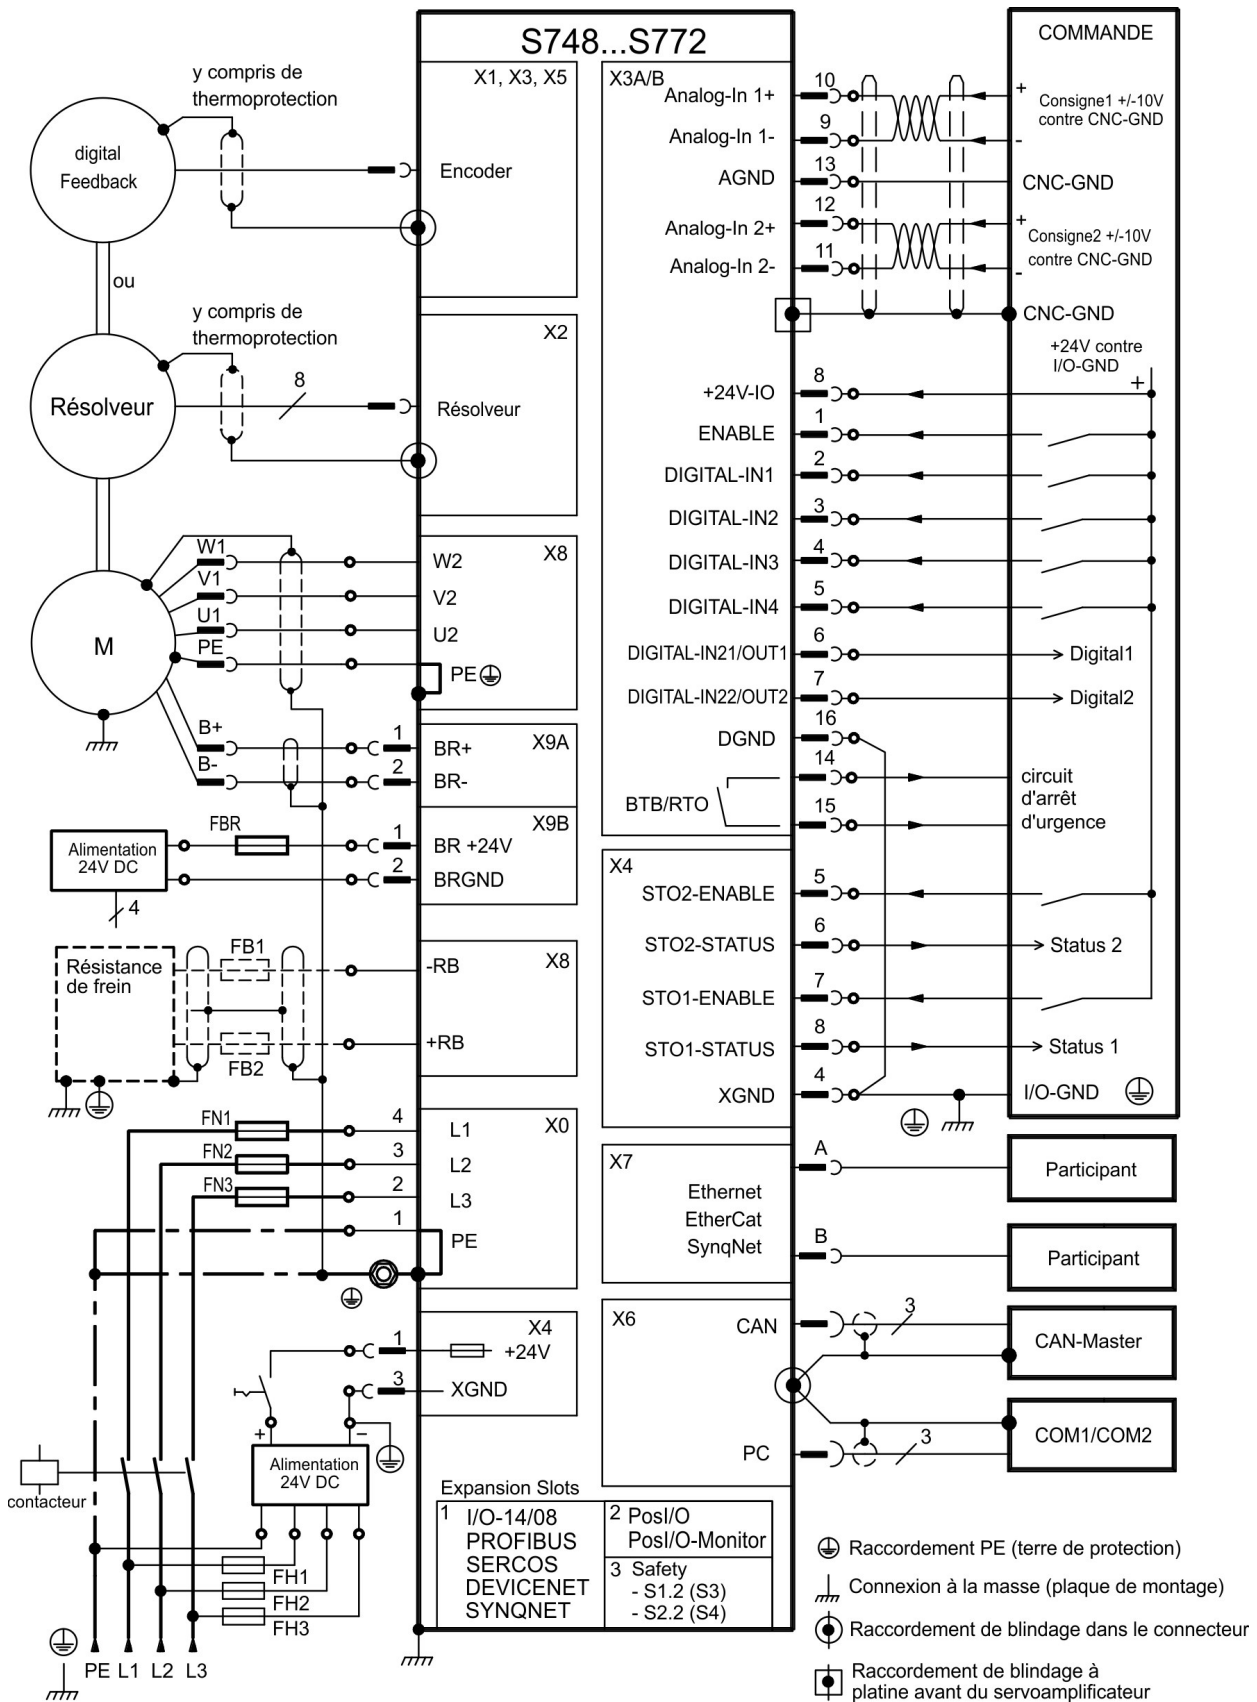 S748...S772
COMMANDE
y compris de
thermoprotection
digital
Feedback
X1, X3, X5
Encoder
ou
y compris de
thermoprotection
Résolveur
8
X2
Résolveur
M
W1
V1
U1
PE
X8
W2
V2
U2
PE
B+
B-
1
2
BR+
BR-
X9A
Alimentation
24V DC
4
FBR
1
2
BR +24V
BRGND
X9B
Résistance
de frein
FB1
FB2
-RB
+RB
X8
FN1
FN2
FN3
4
3
2
1
L1
L2
L3
PE
X0
1
3
+24V
XGND
X4
+
−
Alimentation
24V DC
contacteur
FH1
FH2
FH3
PE L1 L2 L3
X3A/B
Analog-In 1+
10
+
Consigne1 +/-10V
contre CNC-GND
Analog-In 1-
9
-
AGND
13
CNC-GND
Analog-In 2+
12
+
Consigne2 +/-10V
contre CNC-GND
Analog-In 2-
11
-
CNC-GND
+24V contre
I/O-GND
+
+24V-IO
8
ENABLE
1
DIGITAL-IN1
2
DIGITAL-IN2
3
DIGITAL-IN3
4
DIGITAL-IN4
5
DIGITAL-IN21/OUT1
6
Digital1
DIGITAL-IN22/OUT2
7
Digital2
DGND
16
BTB/RTO
14
15
circuit
d'arrêt
d'urgence
X4
STO2-ENABLE
5
STO2-STATUS
6
Status 2
STO1-ENABLE
7
STO1-STATUS
8
Status 1
XGND
4
I/O-GND
X7
Ethernet
EtherCat
SynqNet
A
Participant
B
Participant
X6
CAN
3
CAN-Master
PC
3
COM1/COM2
Expansion Slots
1 I/O-14/08
PROFIBUS
SERCOS
DEVICENET
SYNQNET
2 PosI/O
PosI/O-Monitor
3 Safety
- S1.2 (S3)
- S2.2 (S4)
Raccordement PE (terre de protection)
Connexion à la masse (plaque de montage)
Raccordement de blindage dans le connecteur
Raccordement de blindage à
platine avant du servoamplificateur